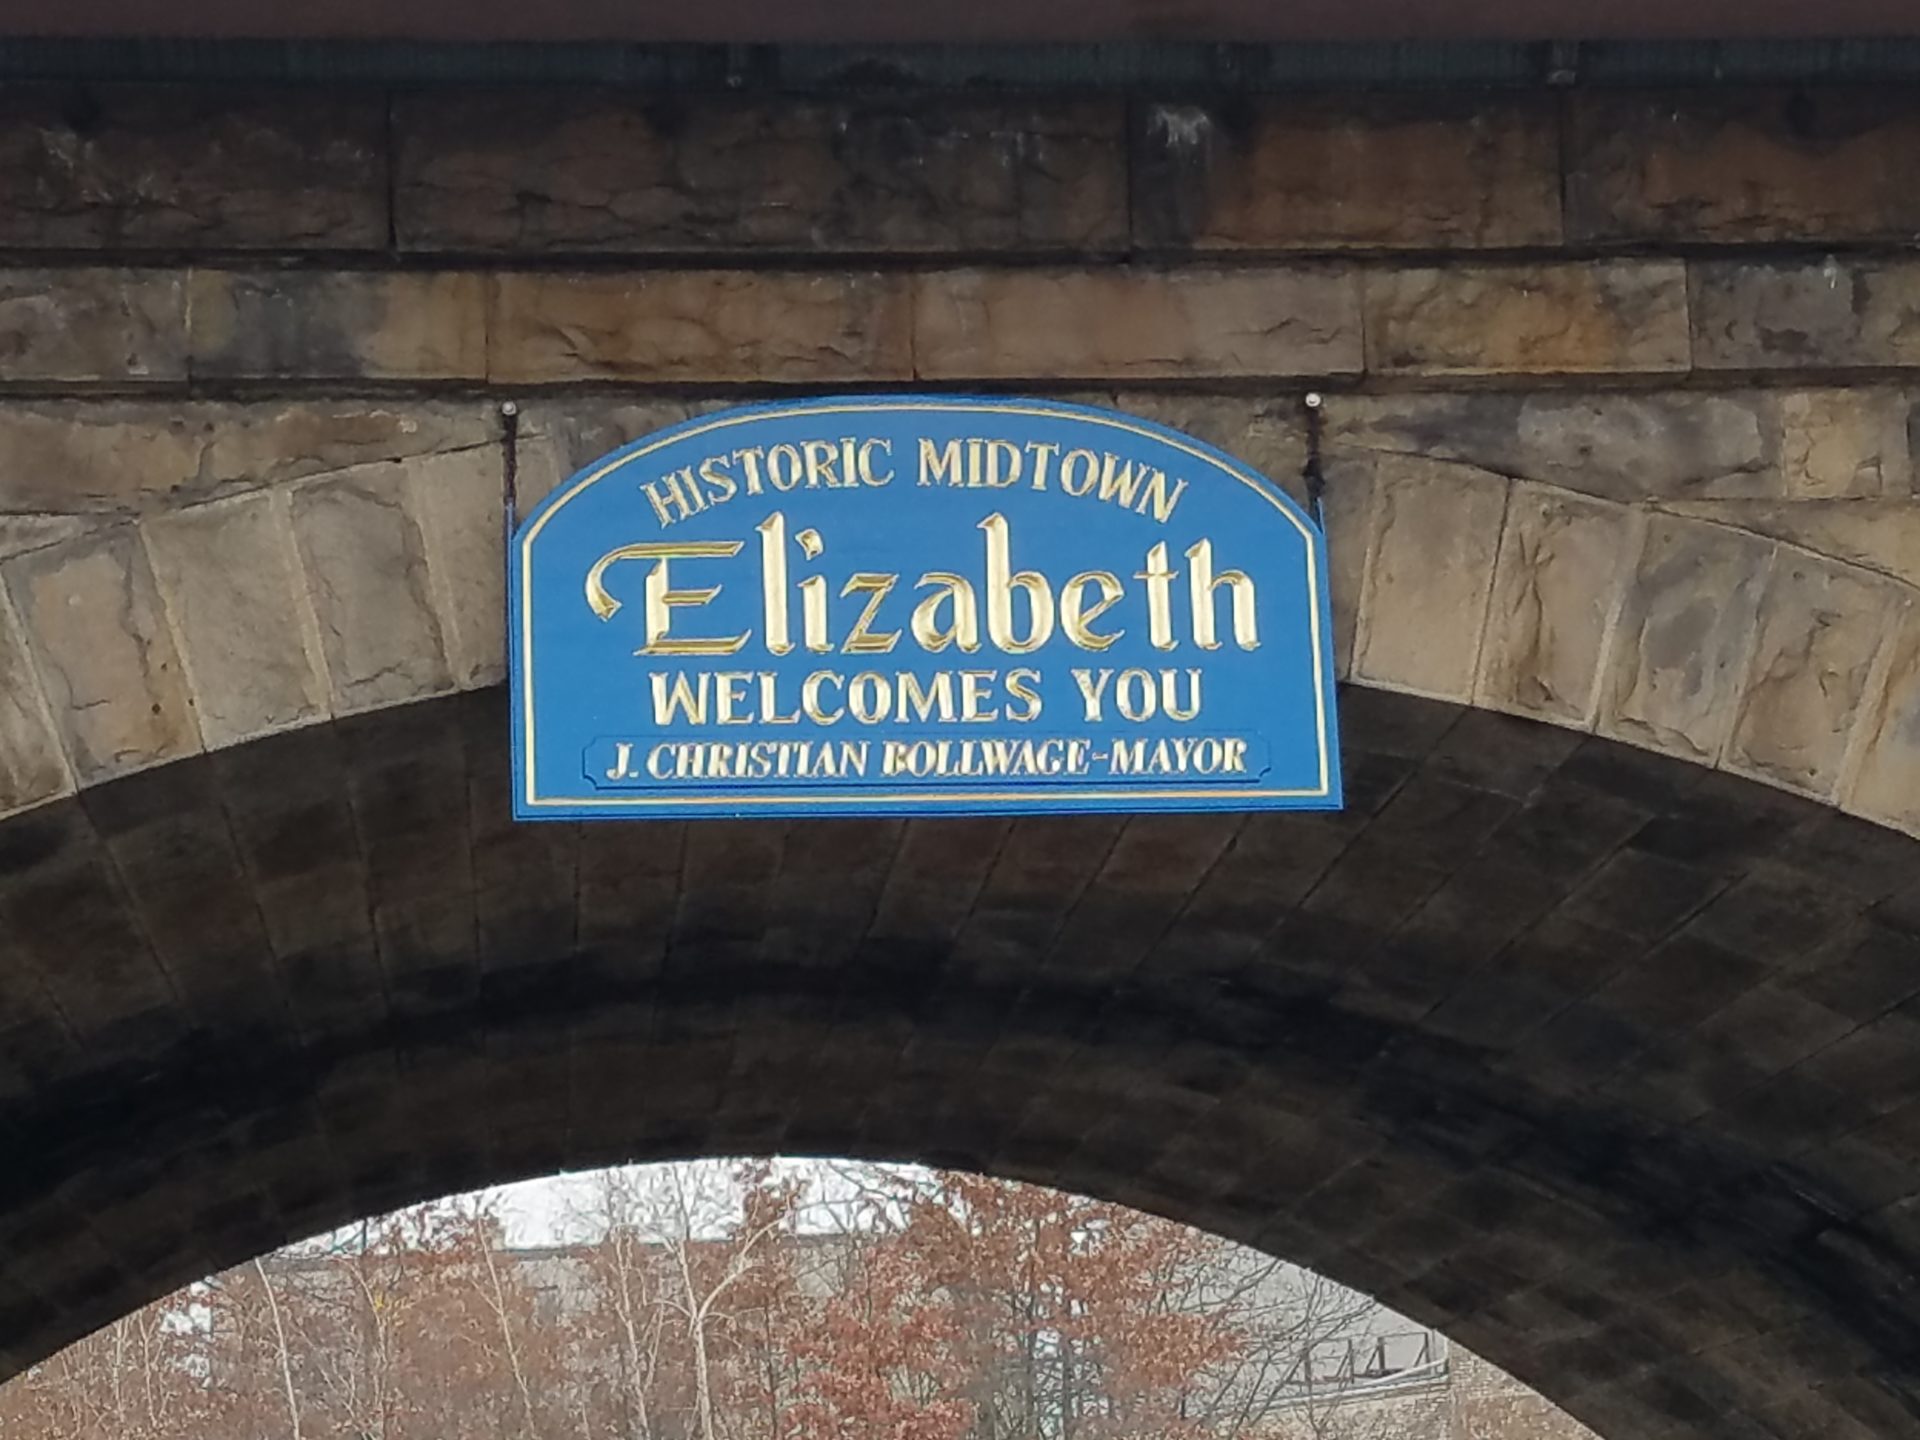 HISTORIC MIDTOWN
Elizabeth
WELCOMES YOU
J. CHRISTIAN BOLLWAGE-MAYOR